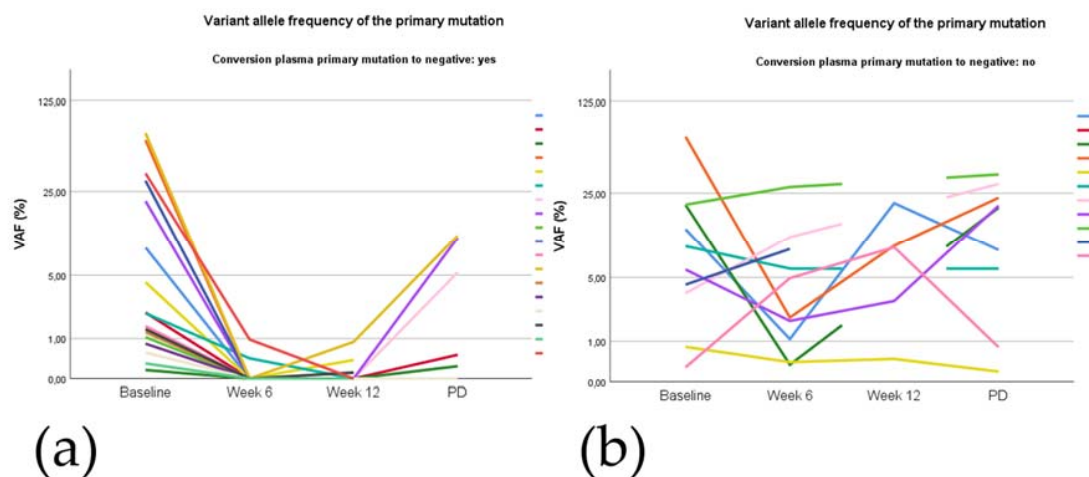 Variant allele frequency of the primary mutation
Conversion plasma primary mutation to negative: yes
125,00
25,00
5,00
1,00
0,00
VAF (%)
Baseline
Week 6
Week 12
PD
(a)
Variant allele frequency of the primary mutation
Conversion plasma primary mutation to negative: no
125,00
25,00
5,00
1,00
0,00
VAF (%)
Baseline
Week 6
Week 12
PD
(b)